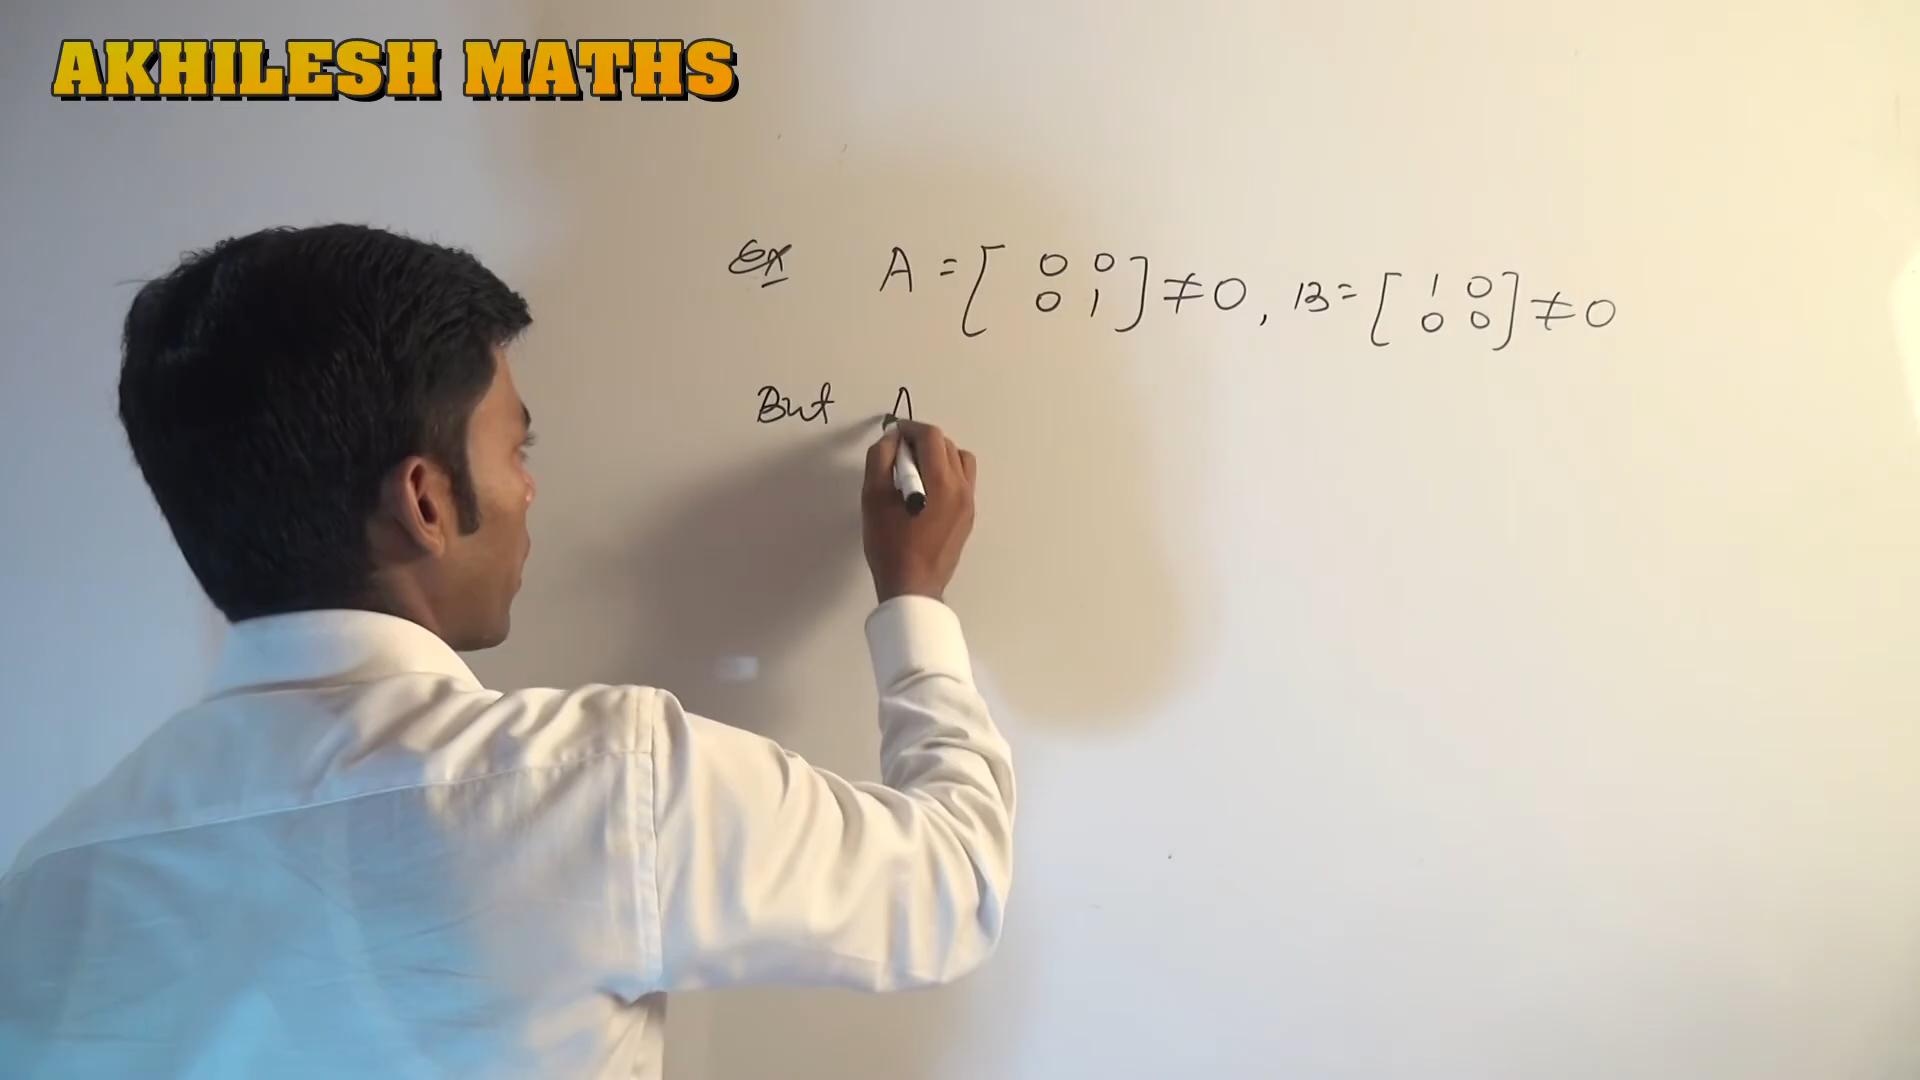 AKHILESH MATHS
Ex A = [ 0 0 0 1 ] ≠ 0, B = [ 1 0 0 0 ] ≠ 0
But A